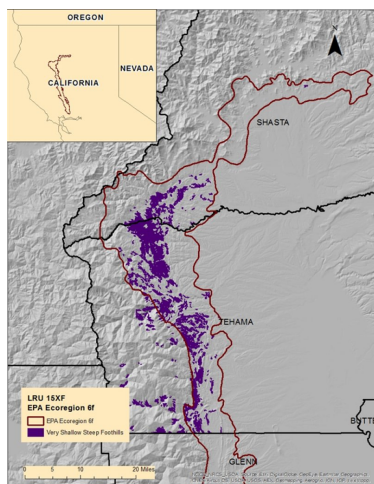 OREGON
CALIFORNIA
NEVADA
N
SHASTA
TEHAMA
LRU 15XF
EPA Ecoregion 6f
EPA Ecoregion 6f
Very Shallow Steep Foothills
0 5 10 20 Miles
BUTT
GLENN